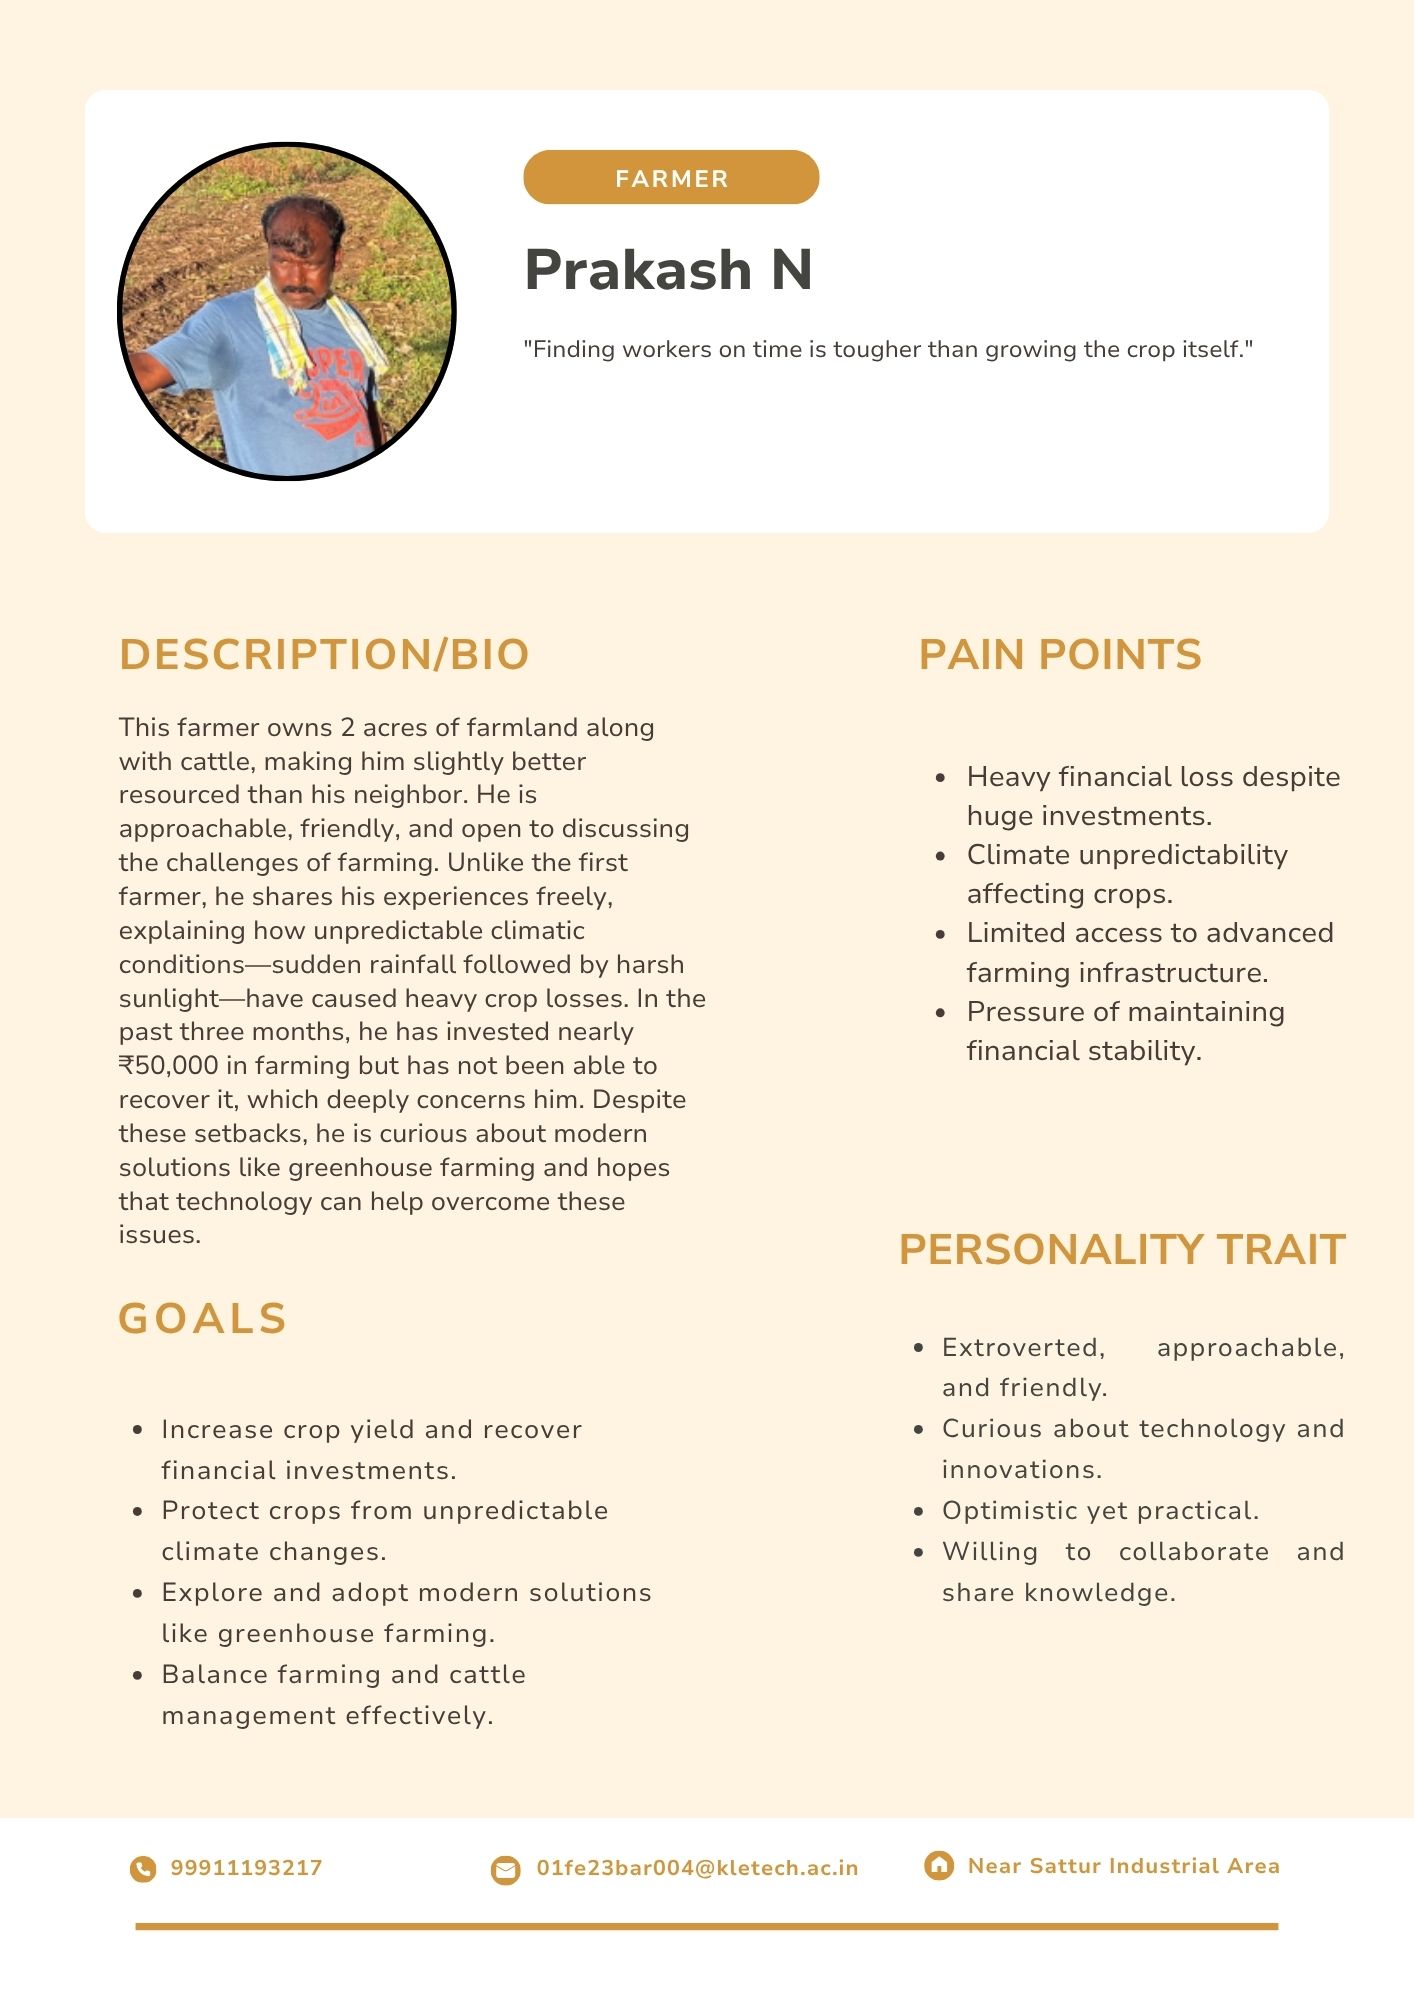 FARMER
Prakash N
"Finding workers on time is tougher than growing the crop itself."
DESCRIPTION/BIO
This farmer owns 2 acres of farmland along
with cattle, making him slightly better
resourced than his neighbor. He is
approachable, friendly, and open to discussing
the challenges of farming. Unlike the first
farmer, he shares his experiences freely,
explaining how unpredictable climatic
conditions—sudden rainfall followed by harsh
sunlight—have caused heavy crop losses. In the
past three months, he has invested nearly
₹50,000 in farming but has not been able to
recover it, which deeply concerns him. Despite
these setbacks, he is curious about modern
solutions like greenhouse farming and hopes
that technology can help overcome these
issues.
GOALS
• Increase crop yield and recover
financial investments.
• Protect crops from unpredictable
climate changes.
• Explore and adopt modern solutions
like greenhouse farming.
• Balance farming and cattle
management effectively.
PAIN POINTS
• Heavy financial loss despite
huge investments.
• Climate unpredictability
affecting crops.
• Limited access to advanced
farming infrastructure.
• Pressure of maintaining
financial stability.
PERSONALITY TRAIT
• Extroverted, approachable,
and friendly.
• Curious about technology and
innovations.
• Optimistic yet practical.
• Willing to collaborate and
share knowledge.
99911193217
01fe23bar004@kletech.ac.in
Near Sattur Industrial Area